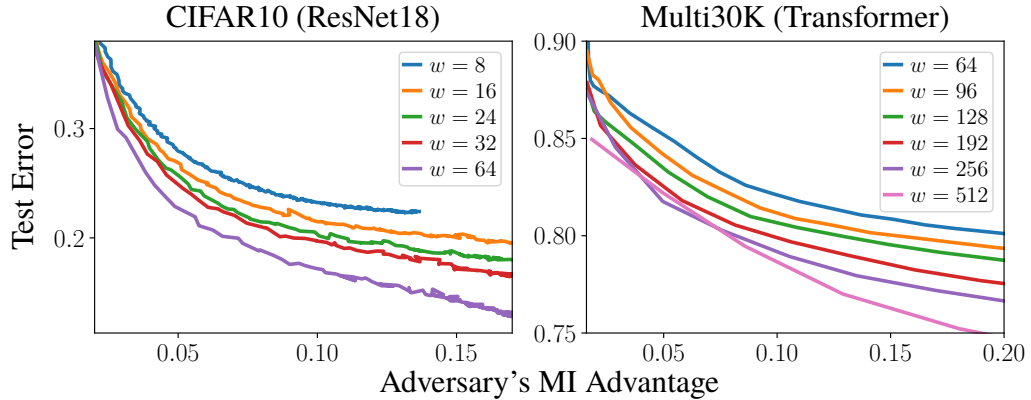 CIFAR10 (ResNet18)
Multi30K (Transformer)
Test Error
0.3
0.2
0.05
0.10
0.15
w = 8
w = 16
w = 24
w = 32
w = 64
0.90
0.85
0.80
0.75
0.05
0.10
0.15
0.20
w = 64
w = 96
w = 128
w = 192
w = 256
w = 512
Adversary's MI Advantage